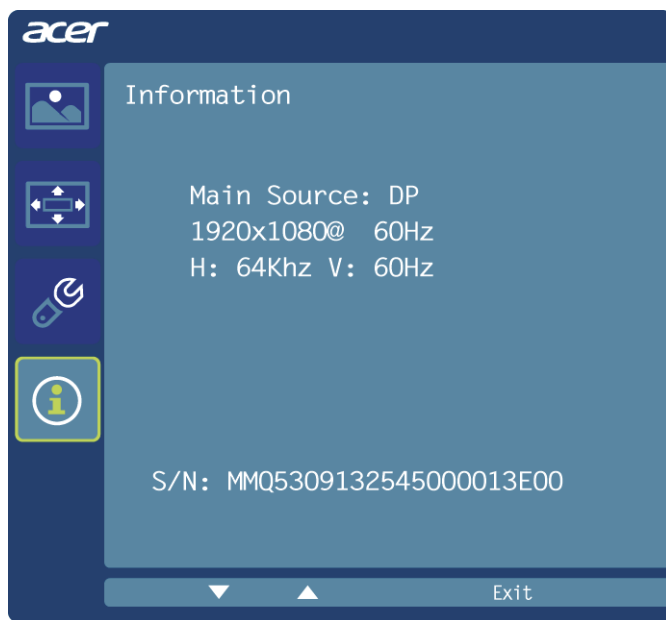 acer
Information
Main Source: DP
1920x1080@ 60Hz
H: 64Khz V: 60Hz
S/N: MMQ5309132545000013E00
Exit